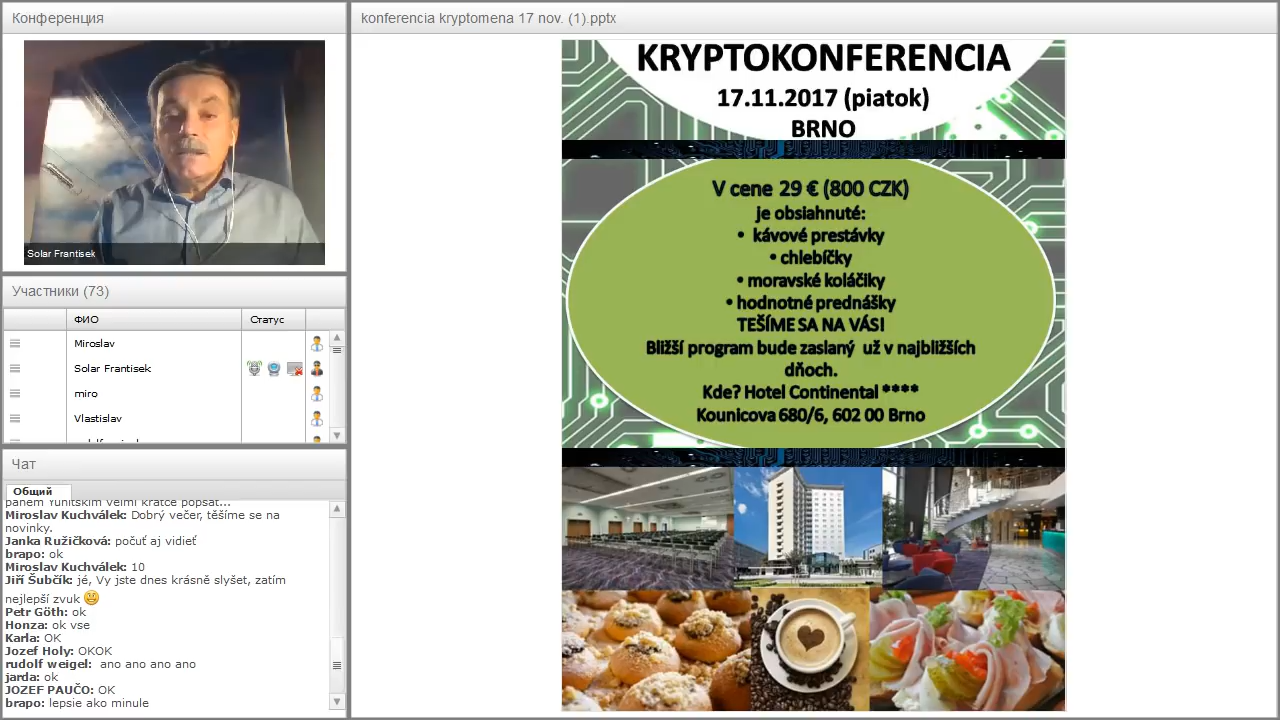 Конференция
Solar Frantisek
Участники (73)
ФИО Статус
Miroslav
Solar Frantisek
miro
Vlastislav
Чат
Общий
Miroslav Kuchválek: Dobrý večer, těšíme se na
novinky.
Janka Ružičková: počuť aj vidieť
brapo: ok
Miroslav Kuchválek: 10
Jiří Šubčík: je, Vy jste dnes krásně slyšet, zatím
nejlepší zvuk
Petr Göth: ok
Honza: ok vse
Karla: OK
Jozef Holy: OKOK
rudolf weigel: ano ano ano ano
jarda: ok
JOZEF PAUČO: OK
brapo: lepsie ako minule
konferencia kryptomena 17 nov. (1).pptx
KRYPTOKONFERENCIA
17.11.2017 (piatok)
BRNO
V cene 29 € (800 CZK)
je obsiahnuté:
• kávové prestávky
• chlebíčky
• moravské koláčiky
• hodnotné prednášky
TEŠÍME SA NA VÁS!
Bližší program bude zaslaný už v najbližších
dňoch.
Kde? Hotel Continental ****
Kounicova 680/6, 602 00 Brno